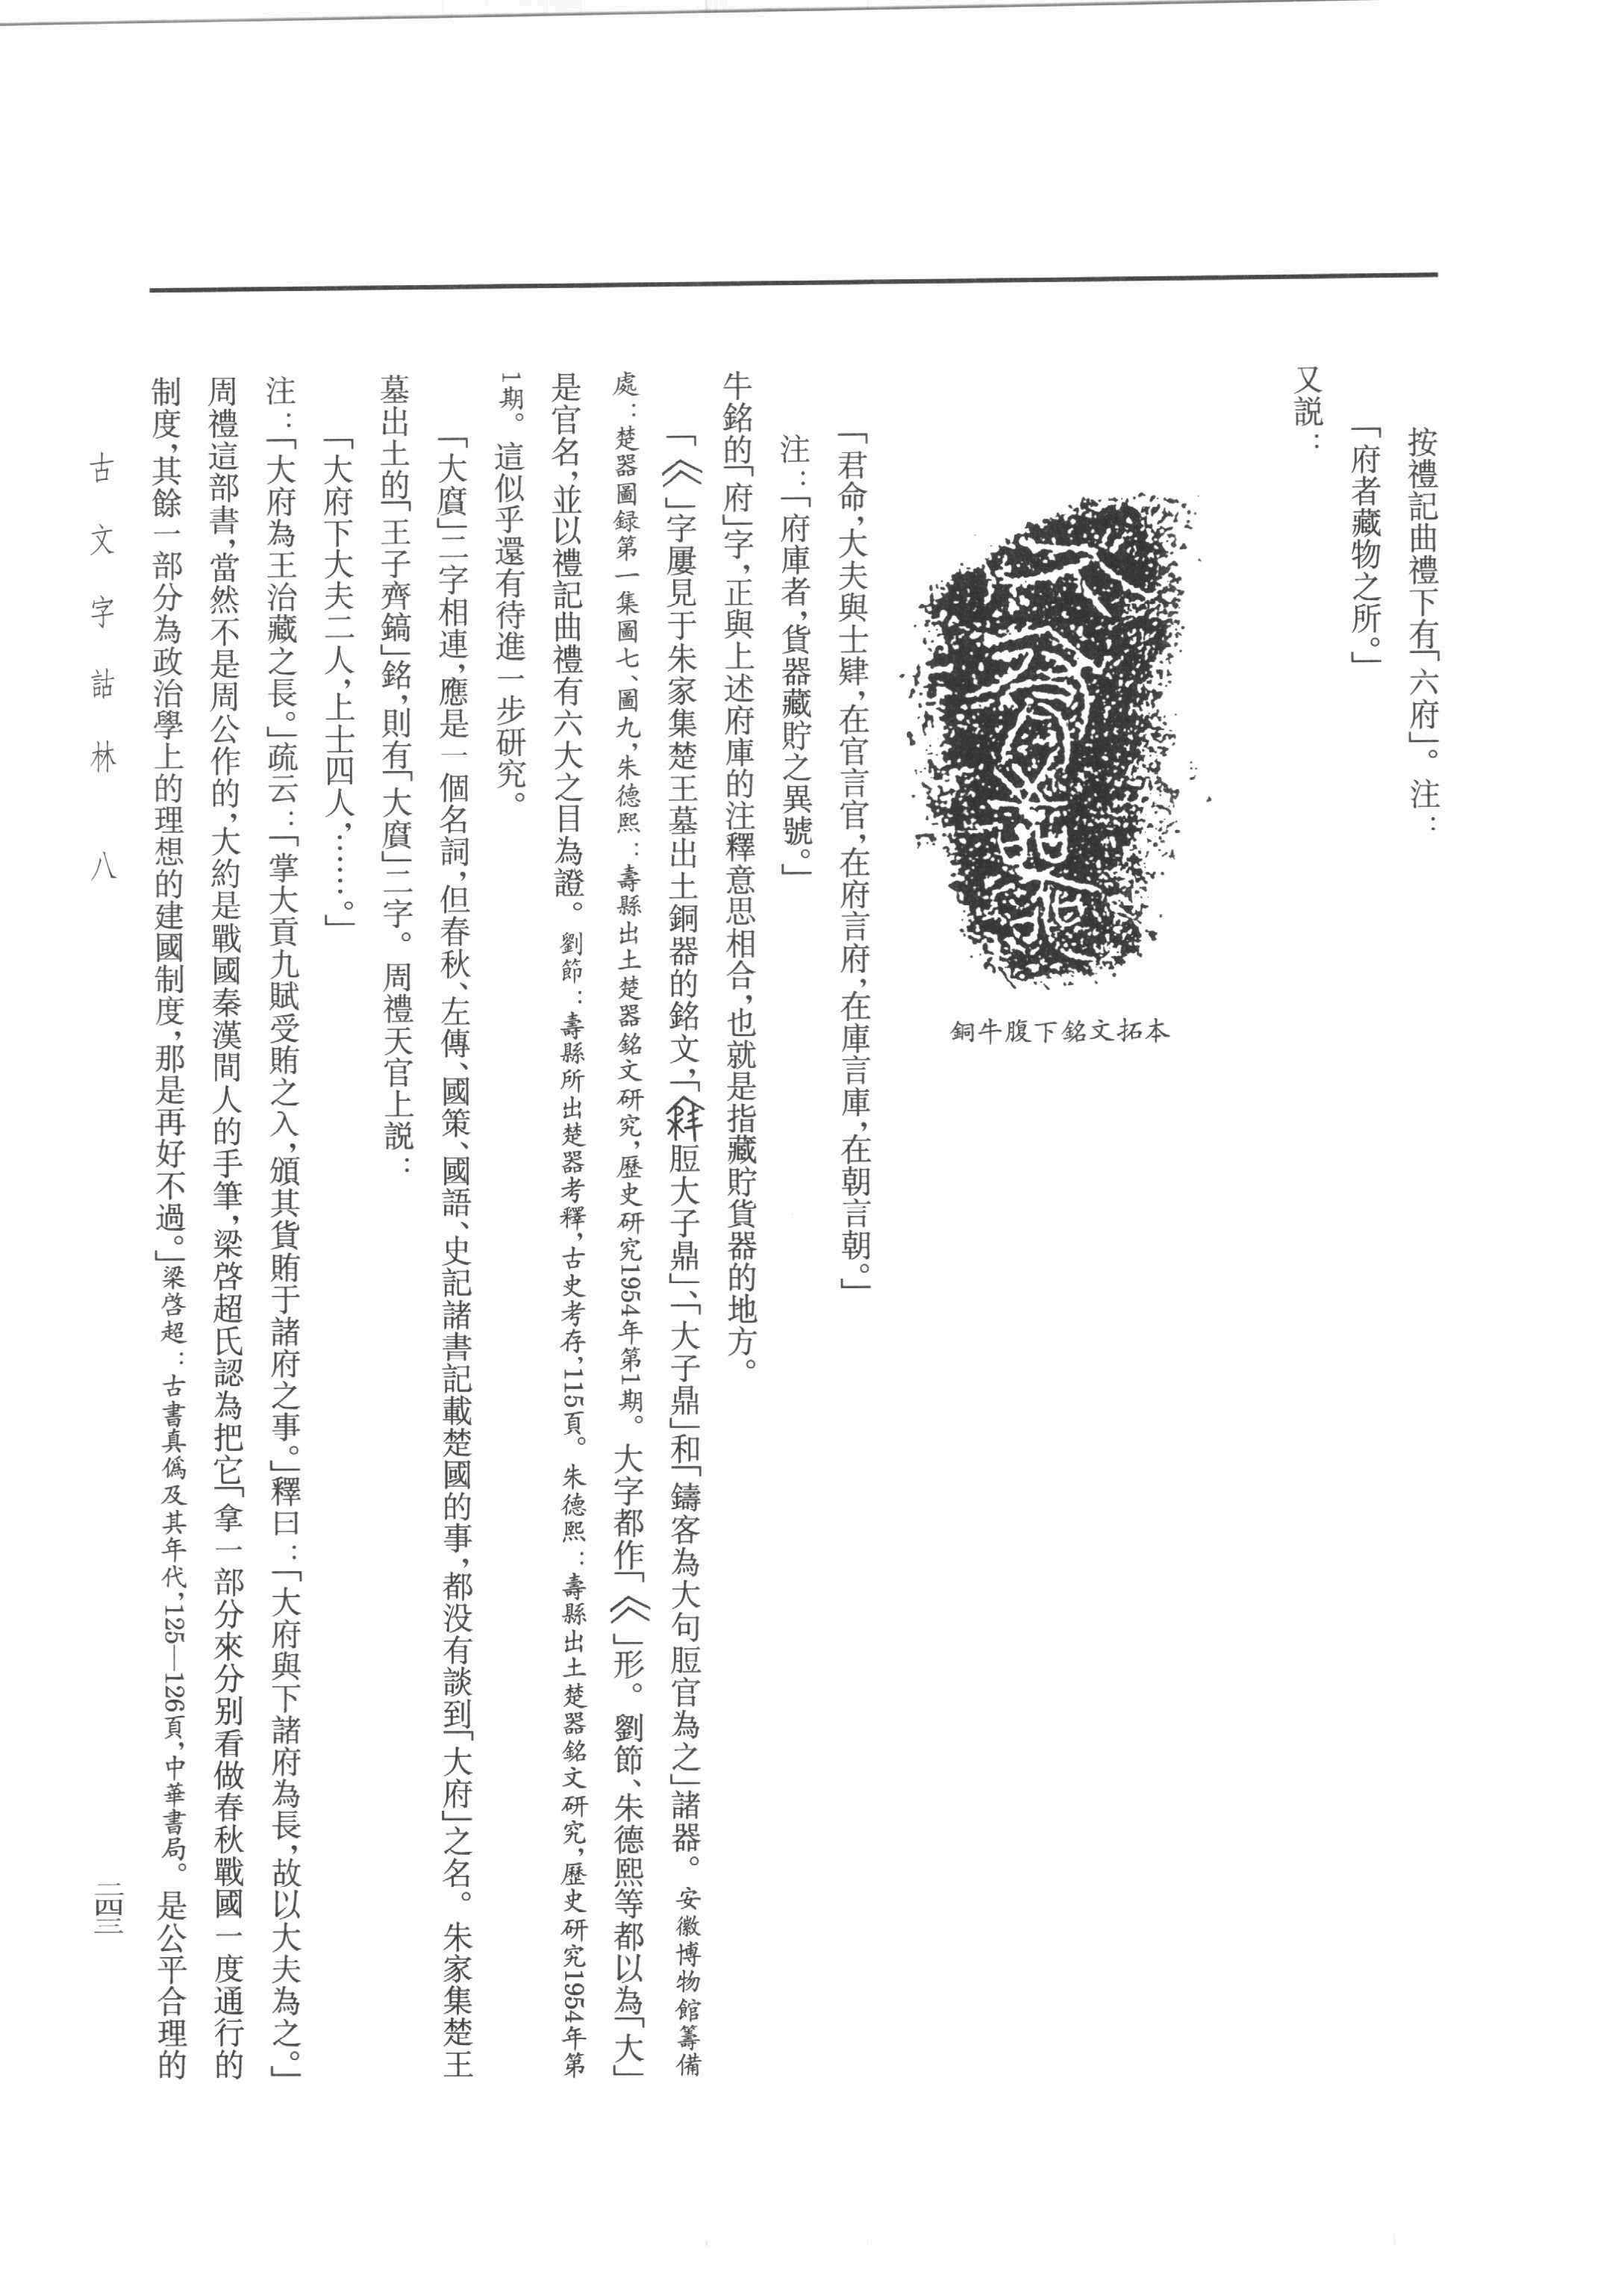 按禮記曲禮下有「六府」。注：
「府者藏物之所。」
又説：
銅牛腹下銘文拓本
「君命，大夫與士肄，在官言官，在府言府，在庫言庫，在朝言朝。」
注：「府庫者，貨器藏貯之異號。」
牛銘的「府」字，正與上述府庫的注釋意思相合，也就是指藏貯貨器的地方。
「」字屢見于朱家集楚王墓出土銅器的銘文，「脰大子鼎」、「大子鼎」和「鑄客為大句脰官為之」諸器。安徽博物館籌備
處：楚器圖録第一集圖七、圖九，朱德熙：壽縣出土楚器銘文研究，歷史研究1954年第1期。大字都作「」形。劉節、朱德熙等都以為「大」
是官名，並以禮記曲禮有六大之目為證。劉節：壽縣所出楚器考釋，古史考存，115頁。朱德熙：壽縣出土楚器銘文研究，歷史研究1954年第
1期。這似乎還有待進一步研究。
「大𧷴」二字相連，應是一個名詞，但春秋、左傳、國策、國語、史記諸書記載楚國的事，都没有談到「大府」之名。朱家集楚王
墓出土的「王子齊鎬」銘，則有「大𧷴」二字。周禮天官上説：
「大府下大夫二人，上士四人，……。」
注：「大府為王治藏之長。」疏云：「掌大貢九賦受賄之入，頒其貨賄于諸府之事。」釋曰：「大府與下諸府為長，故以大夫為之。」
周禮這部書，當然不是周公作的，大約是戰國秦漢間人的手筆，梁啓超氏認為把它「拿一部分來分别看做春秋戰國一度通行的
制度，其餘一部分為政治學上的理想的建國制度，那是再好不過。」梁啓超：古書真僞及其年代，125—126頁，中華書局。是公平合理的
古文字詁林 八
二四三